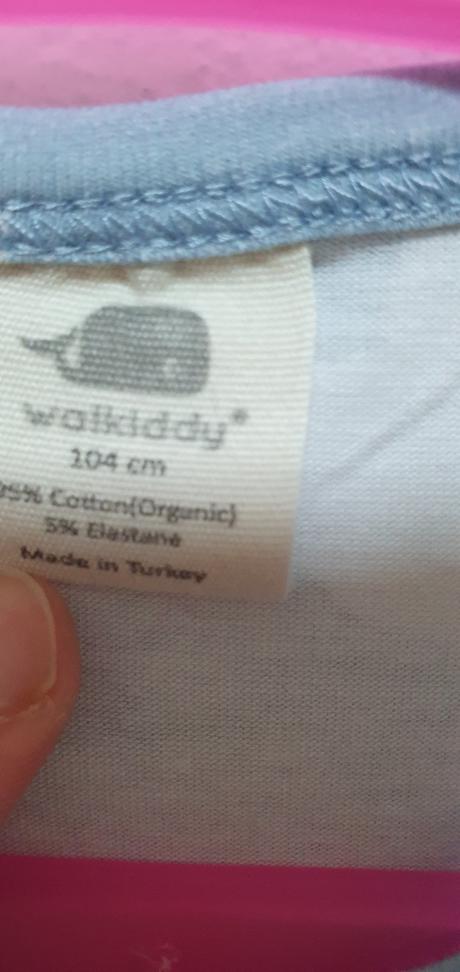 walkiddy®
104 cm
95% Cotton(Organic)
5% Elastane
Made in Turkey